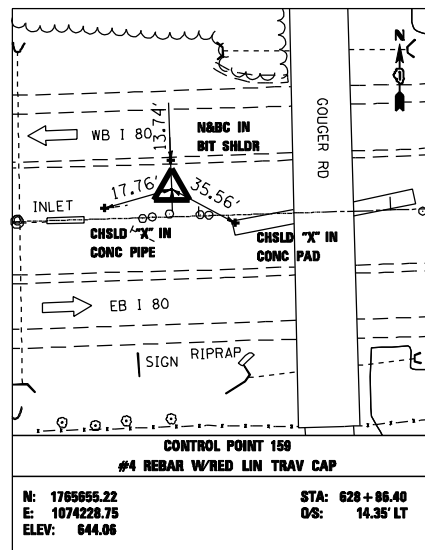 N
WB I 80
13.74'
N&BC IN
BIT SHLDR
GOUGER RD
17.76'
35.56'
INLET
CHSLD "X" IN
CONC PIPE
CHSLD "X" IN
CONC PAD
EB I 80
SIGN
RIPRAP
CONTROL POINT 159
#4 REBAR W/RED LIN TRAV CAP
N: 1765655.22
E: 1074228.75
ELEV: 644.06
STA: 628+86.40
O/S: 14.35' LT